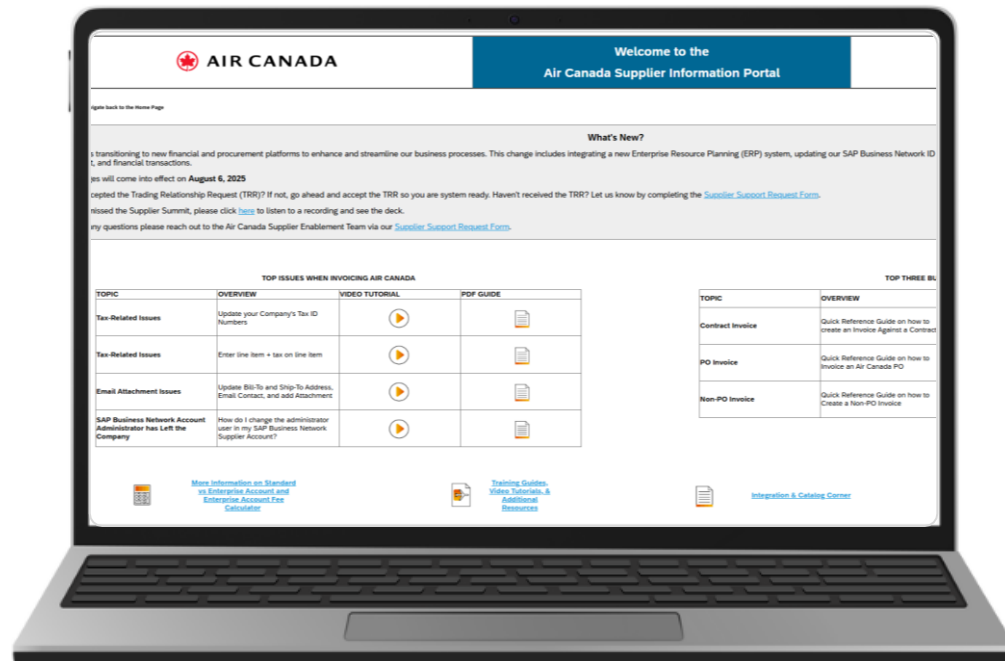 AIR CANADA
Welcome to the
Air Canada Supplier Information Portal
igate back to the Home Page
What's New?
s transitioning to new financial and procurement platforms to enhance and streamline our business processes. This change includes integrating a new Enterprise Resource Planning (ERP) system, updating our SAP Business Network ID
t, and financial transactions.
ges will come into effect on August 6, 2025
cepted the Trading Relationship Request (TRR)? If not, go ahead and accept the TRR so you are system ready. Haven't received the TRR? Let us know by completing the Supplier Support Request Form.
missed the Supplier Summit, please click here to listen to a recording and see the deck.
ny questions please reach out to the Air Canada Supplier Enablement Team via our Supplier Support Request Form.
TOP ISSUES WHEN INVOICING AIR CANADA
TOPIC OVERVIEW VIDEO TUTORIAL PDF GUIDE
Tax-Related Issues
Update your Company's Tax ID
Numbers
Tax-Related Issues
Enter line item + tax on line item
Email Attachment Issues
Update Bill-To and Ship-To Address,
Email Contact, and add Attachment
SAP Business Network Account
Administrator has Left the
Company
How do I change the administrator
user in my SAP Business Network
Supplier Account?
TOP THREE BU
TOPIC OVERVIEW
Contract Invoice
Quick Reference Guide on how to
create an Invoice Against a Contract
PO Invoice
Quick Reference Guide on how to
Invoice an Air Canada PO
Non-PO Invoice
Quick Reference Guide on how to
Create a Non-PO Invoice
More Information on Standard
vs Enterprise Account and
Enterprise Account Fee
Calculator
Training Guides,
Video Tutorials, &
Additional
Resources
Integration & Catalog Corner